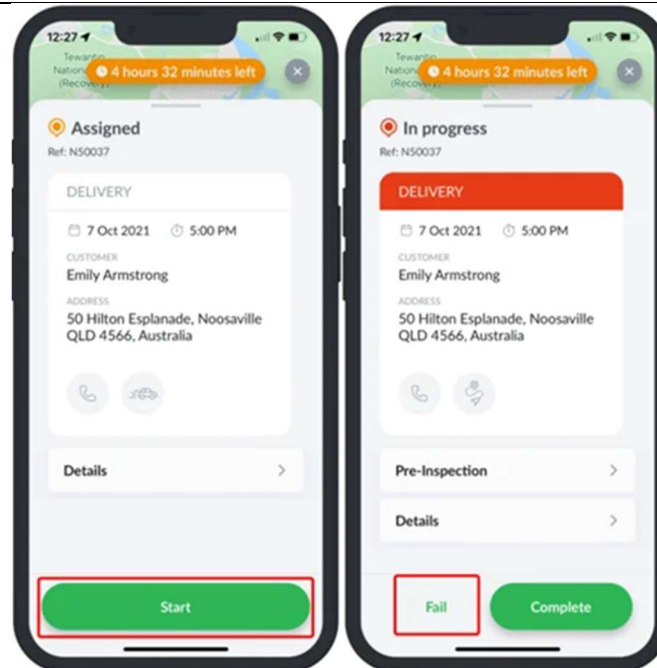 12:27
Tewantin
National
(Recovery)
4 hours 32 minutes left
Assigned
Ref: N50037
DELIVERY
7 Oct 2021 5:00 PM
CUSTOMER
Emily Armstrong
ADDRESS
50 Hilton Esplanade, Noosaville
QLD 4566, Australia
Details
Start
12:27
Tewantin
National
(Recovery)
4 hours 32 minutes left
In progress
Ref: N50037
DELIVERY
7 Oct 2021 5:00 PM
CUSTOMER
Emily Armstrong
ADDRESS
50 Hilton Esplanade, Noosaville
QLD 4566, Australia
Pre-Inspection
Details
Fail Complete